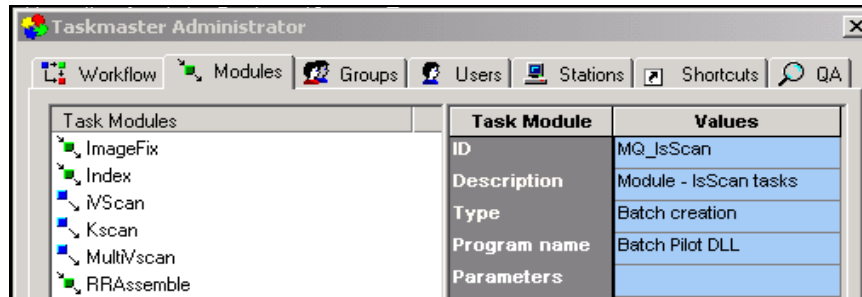 Taskmaster Administrator
Workflow Modules Groups Users Stations Shortcuts QA
Task Modules
ImageFix
Index
iVScan
Kscan
MultiVscan
RRAssemble
Task Module Values
ID MQ_IsScan
Description Module - IsScan tasks
Type Batch creation
Program name Batch Pilot DLL
Parameters